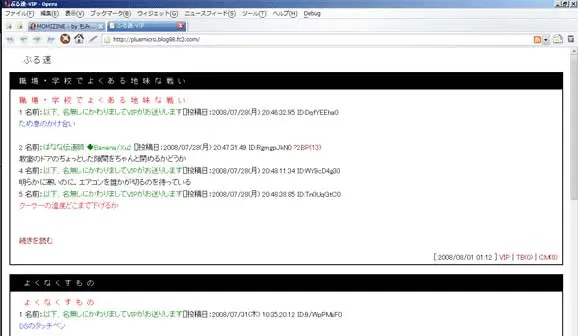 ぷる速-VIP - Opera
ファイル(F) 編集(E) 表示(V) ブックマーク(B) ウィジェット(G) ニュースフィード(S) ツール(T) ヘルプ(H) Debug
MOMIZINE - by もみ… ぷる速-VIP
http://plusmicro.blog98.fc2.com/
ぷる速
職場・学校でよくある地味な戦い
職場・学校でよくある地味な戦い
1 名前:以下、名無しにかわりましてVIPがお送りします[]投稿日:2008/07/28(月) 20:46:32.95 ID:DqfYEEha0
ため息のかけ合い
2 名前:ばなな伝道師 ◆Banana/Xu2 []投稿日:2008/07/28(月) 20:47:31.49 ID:RgmgpJkN0 ?2BP(13)
教室のドアのちょっとした隙間をちゃんと閉めるかどうか
4 名前:以下、名無しにかわりましてVIPがお送りします[]投稿日:2008/07/28(月) 20:48:11.34 ID:WY9cD4g30
明らかに寒いのに、エアコンを誰かが切るのを待っている
5 名前:以下、名無しにかわりましてVIPがお送りします[]投稿日:2008/07/28(月) 20:48:38.85 ID:Tn0UqGtC0
クーラーの温度どこまで下げるか
続きを読む
[ 2008/08/01 01:12 ] VIP | TB(0) | CM(8)
よくなくすもの
よくなくすもの
1 名前:以下、名無しにかわりましてVIPがお送りします[]投稿日:2008/07/31(木) 10:35:20.12 ID:9/WpPMsF0
DSのタッチペン